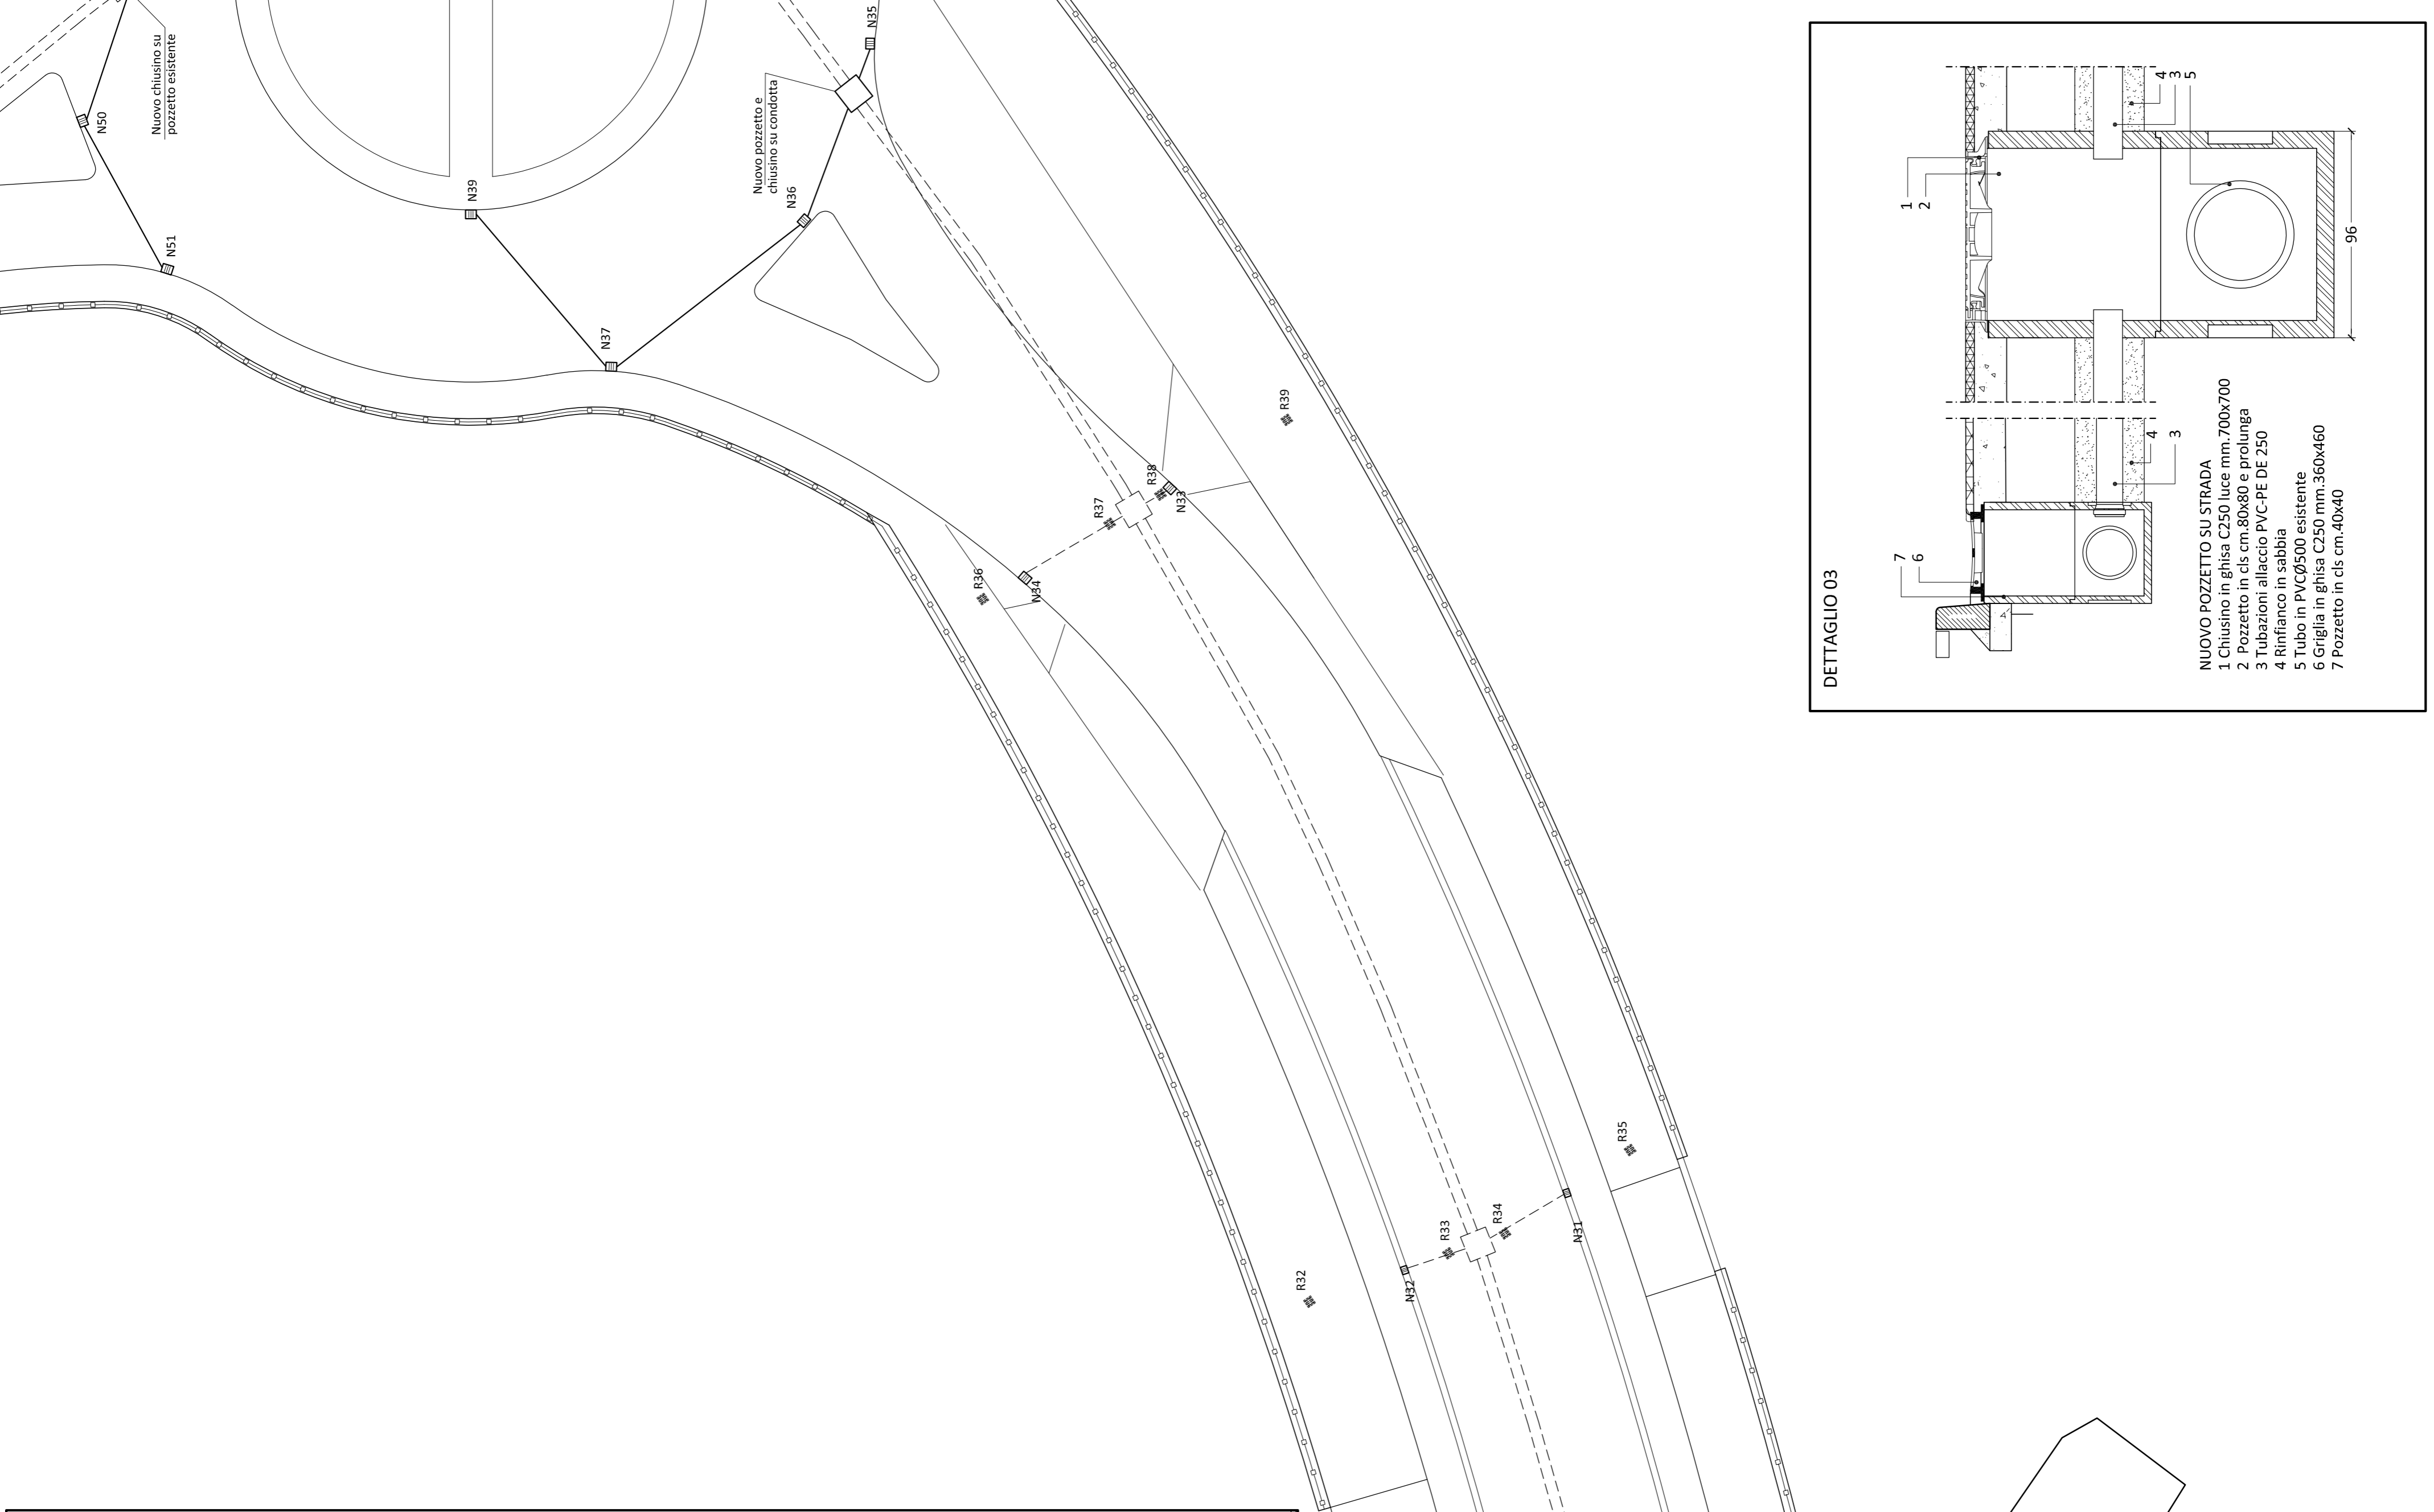 Nuovo chiusino su
pozzetto esistente
N50
N51
N39
N37
Nuovo pozzetto e
chiusino su condotta
N36
N35
R39
R38
N33
R37
R36
N34
R35
R34
N31
R33
N32
R32
DETTAGLIO 03
1
2
4
3
5
96
7
6
4
3
NUOVO POZZETTO SU STRADA
1 Chiusino in ghisa C250 luce mm.700x700
2 Pozzetto in cls cm.80x80 e prolunga
3 Tubazioni allaccio PVC-PE DE 250
4 Rinfianco in sabbia
5 Tubo in PVCØ500 esistente
6 Griglia in ghisa C250 mm.360x460
7 Pozzetto in cls cm.40x40